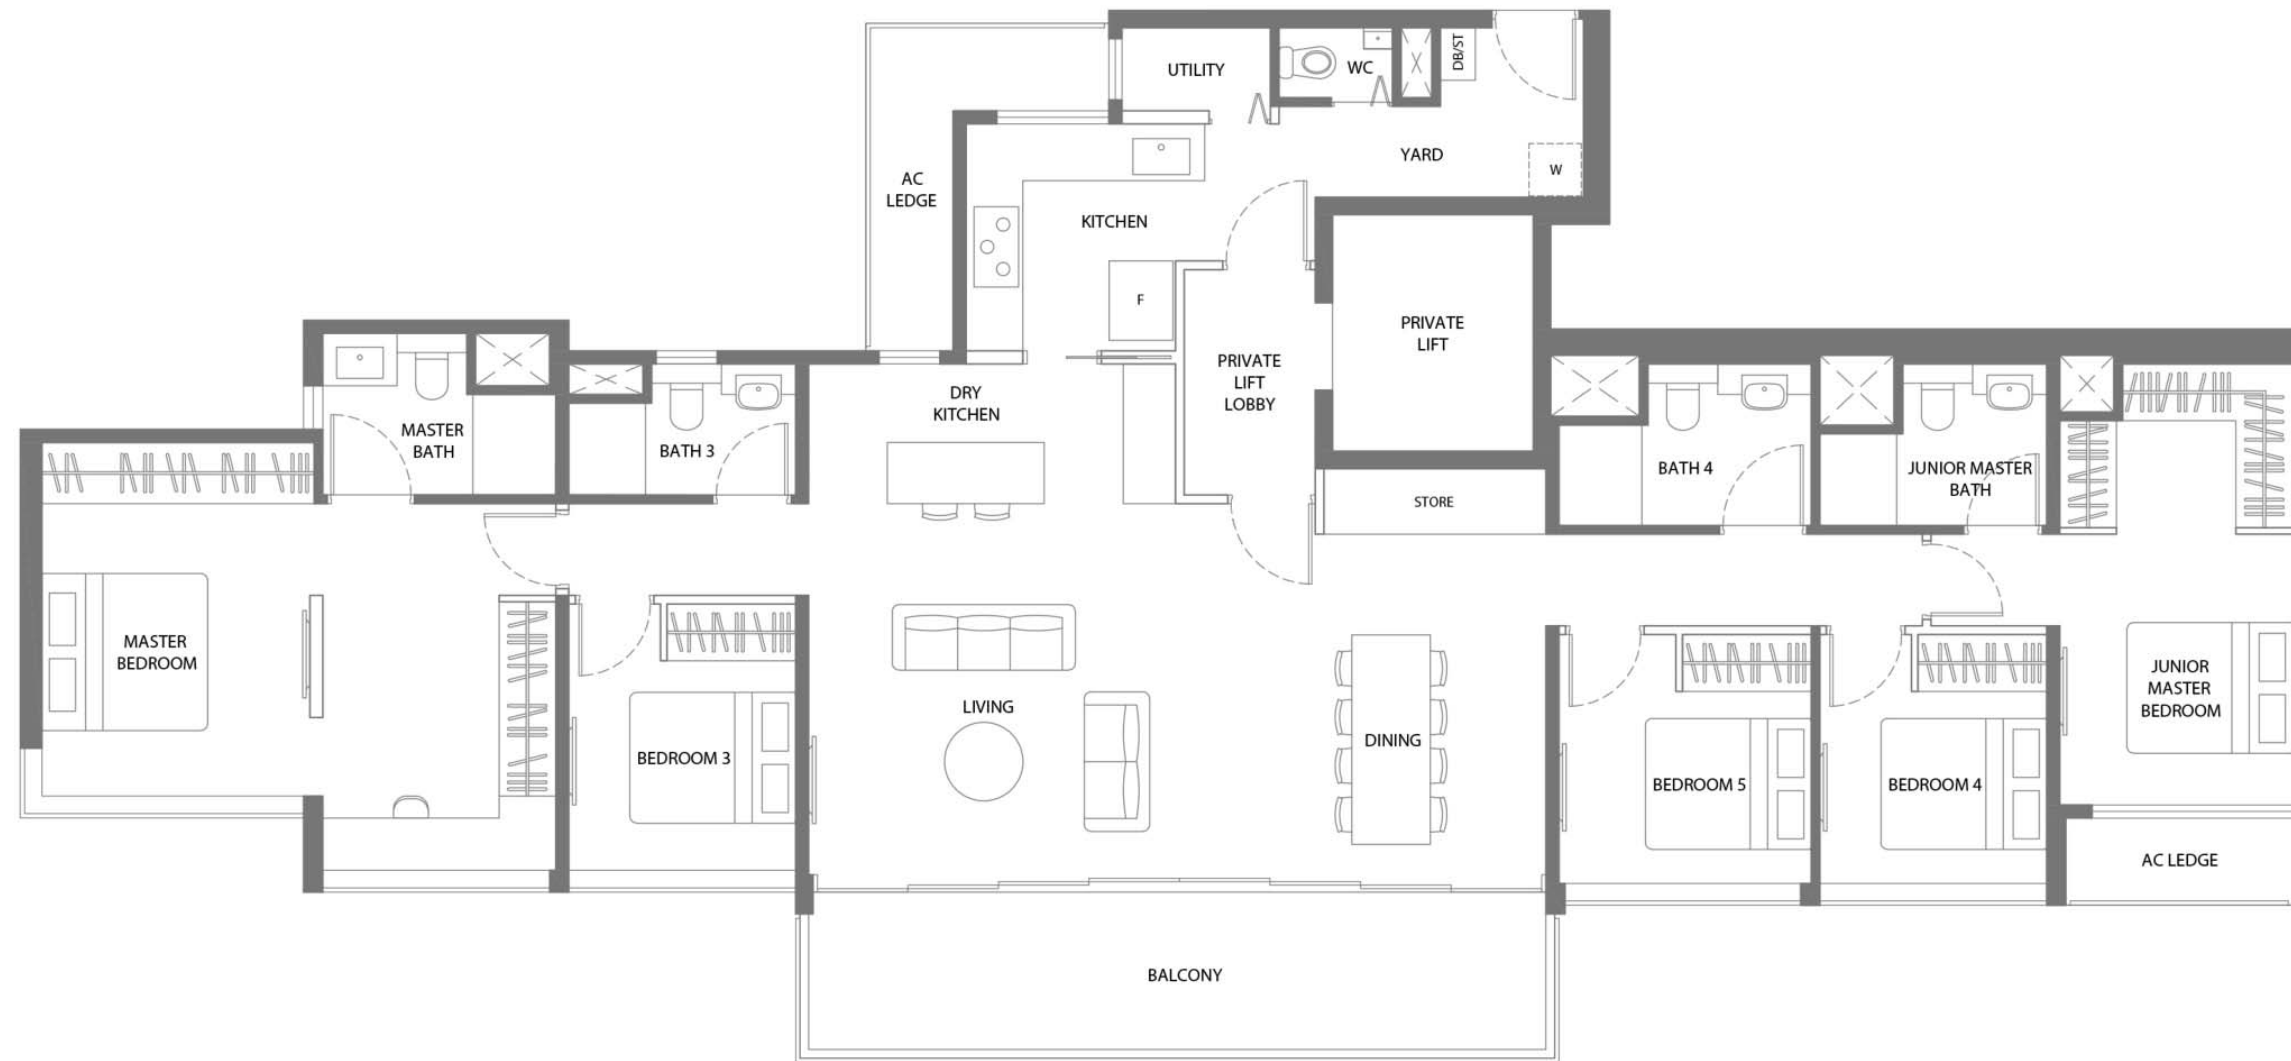 UTILITY
WC
DB/ST
YARD
W
AC
LEDGE
KITCHEN
F
PRIVATE
LIFT
PRIVATE
LIFT
LOBBY
DRY
KITCHEN
MASTER
BATH
BATH 3
BATH 4
JUNIOR MASTER
BATH
STORE
MASTER
BEDROOM
LIVING
DINING
BEDROOM 3
BEDROOM 5
BEDROOM 4
JUNIOR
MASTER
BEDROOM
AC LEDGE
BALCONY